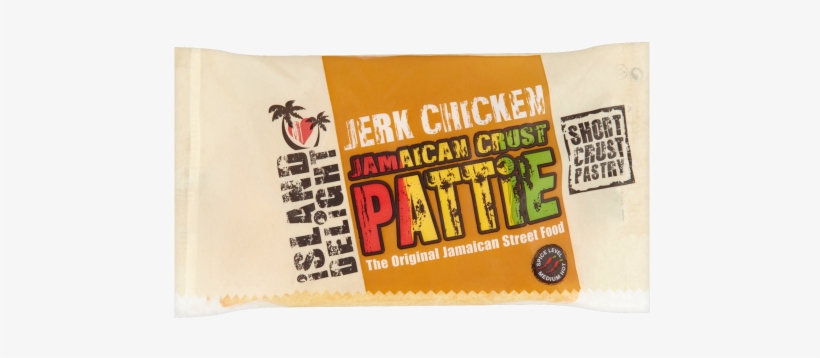 iSLAND
DELiGHT
JERK CHICKEN
JAMAICAN CRUST
PATTiE
The Original Jamaican Street Food
SHORT
CRUST
PASTRY
SPICE LEVEL:
MEDIUM HOT